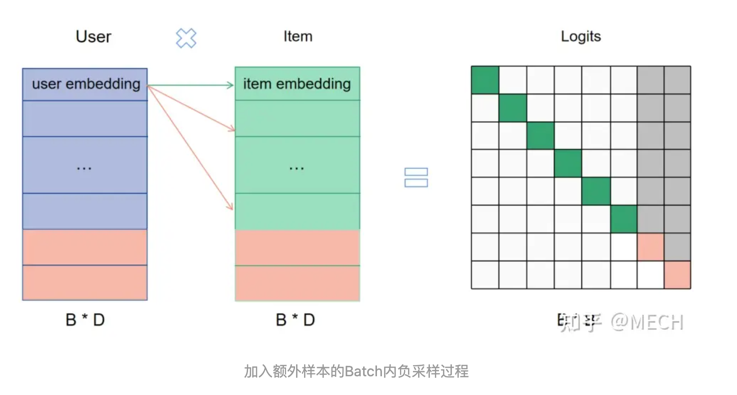 User
Item
Logits
user embedding
item embedding
...
...
B * D
B * D
知乎 @MECH
加入额外样本的Batch内负采样过程